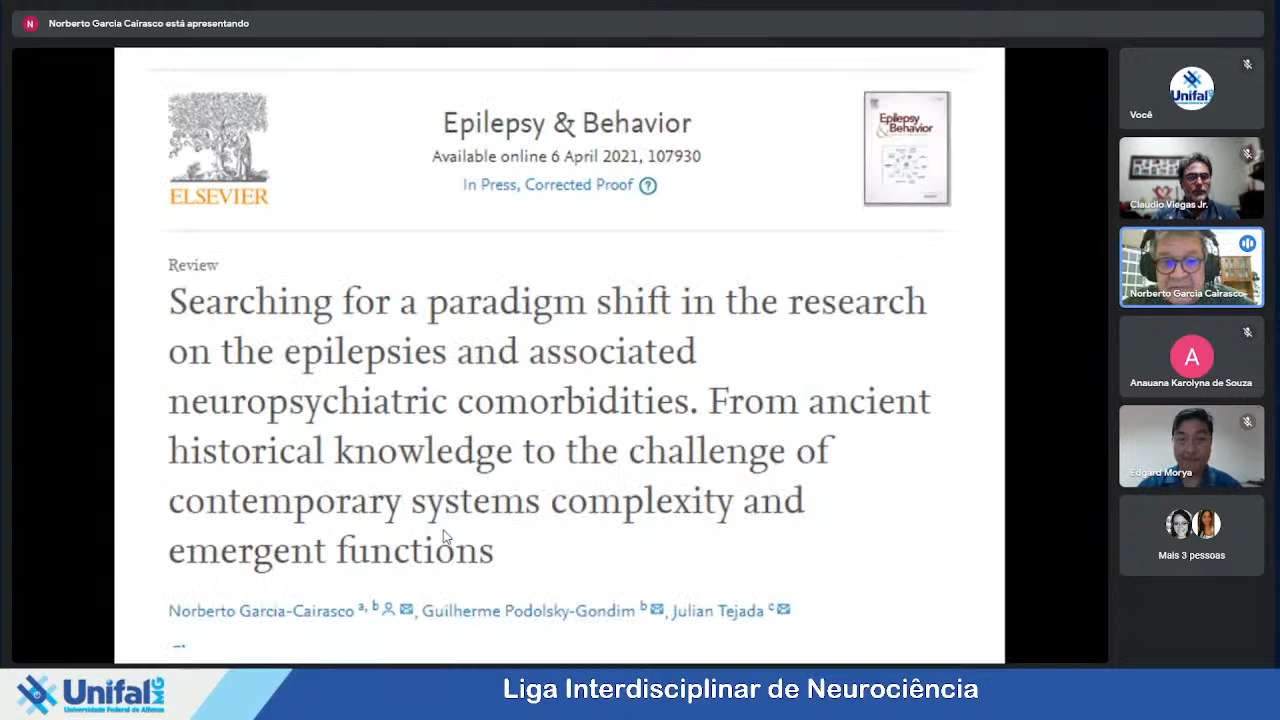 N Norberto Garcia Cairasco está apresentando
ELSEVIER
Epilepsy & Behavior
Available online 6 April 2021, 107930
In Press, Corrected Proof ?
Epilepsy
& Behavior
Review
Searching for a paradigm shift in the research
on the epilepsies and associated
neuropsychiatric comorbidities. From ancient
historical knowledge to the challenge of
contemporary systems complexity and
emergent functions
Norberto Garcia-Cairasco a, b, Guilherme Podolsky-Gondim b, Julian Tejada c
Unifal
Você
Claudio Viegas Jr.
Norberto Garcia Cairasco
A
Anauana Karolyna de Souza
Edgard Morya
Mais 3 pessoas
Unifal MG
Universidade Federal de Alfenas
Liga Interdisciplinar de Neurociência